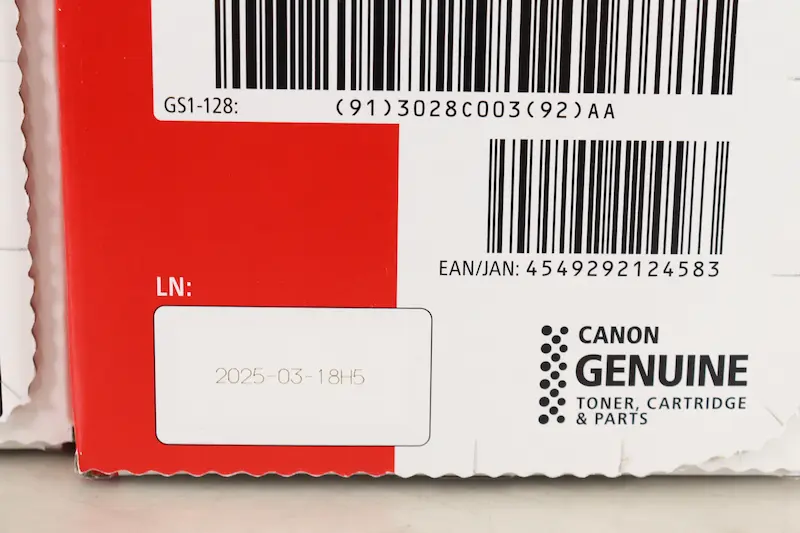 GS1-128: (91)3028C003(92)AA
EAN/JAN: 4549292124583
LN:
2025-03-18H5
CANON
GENUINE
TONER, CARTRIDGE
& PARTS